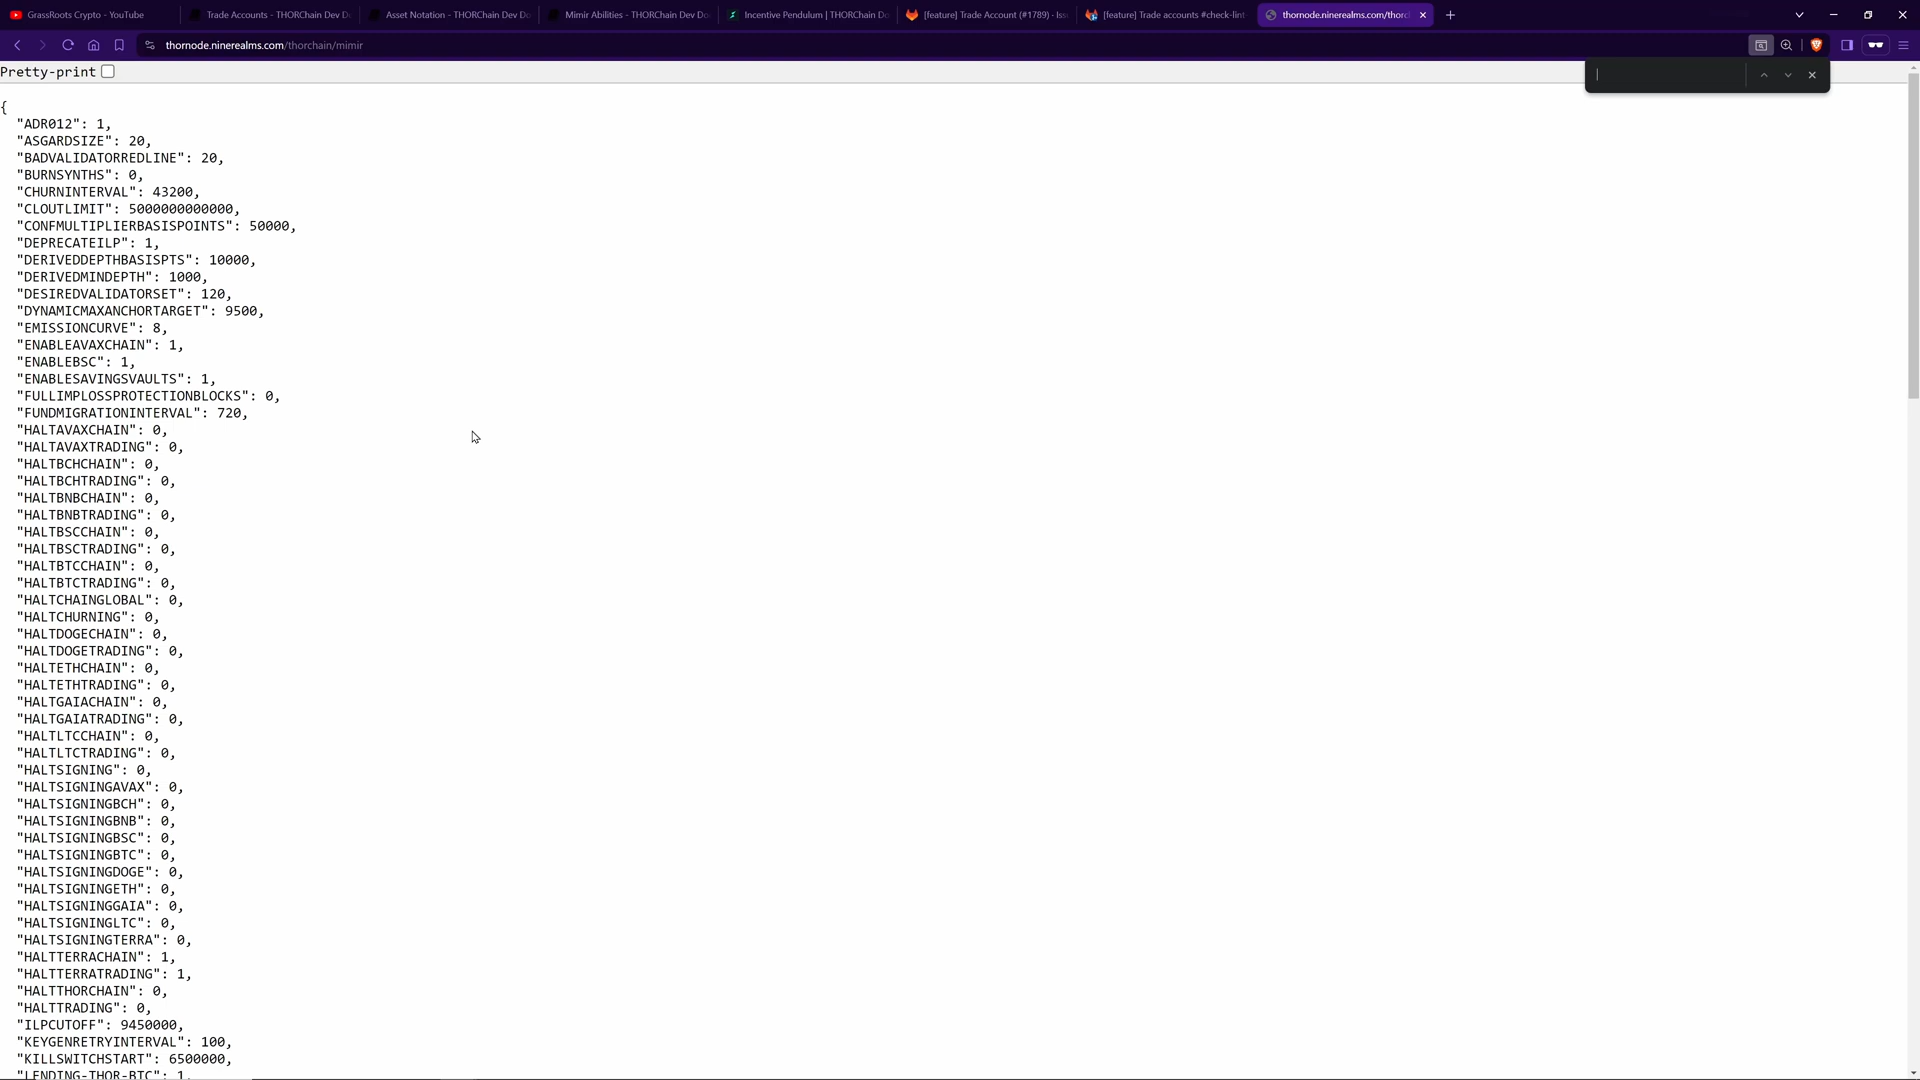 GrassRoots Crypto - YouTube
Trade Accounts - THORChain Dev D
Asset Notation - THORChain Dev Do
Mimir Abilities - THORChain Dev Do
Incentive Pendulum | THORChain Do
[feature] Trade Account (#1789) · Iss
[feature] Trade accounts #check-lint
thornode.ninerealms.com/thorc
thornode.ninerealms.com/thorchain/mimir
Pretty-print
{
"ADR012": 1,
"ASGARDSIZE": 20,
"BADVALIDATORREDLINE": 20,
"BURNSYNTHS": 0,
"CHURNINTERVAL": 43200,
"CLOUTLIMIT": 5000000000000,
"CONFMULTIPLIERBASISPOINTS": 50000,
"DEPRECATEILP": 1,
"DERIVEDDEPTHBASISPTS": 10000,
"DERIVEDMINDEPTH": 1000,
"DESIREDVALIDATORSET": 120,
"DYNAMICMAXANCHORTARGET": 9500,
"EMISSIONCURVE": 8,
"ENABLEAVAXCHAIN": 1,
"ENABLEBSC": 1,
"ENABLESAVINGSVAULTS": 1,
"FULLIMPLOSSPROTECTIONBLOCKS": 0,
"FUNDMIGRATIONINTERVAL": 720,
"HALTAVAXCHAIN": 0,
"HALTAVAXTRADING": 0,
"HALTBCHCHAIN": 0,
"HALTBCHTRADING": 0,
"HALTBNBCHAIN": 0,
"HALTBNBTRADING": 0,
"HALTBSCCHAIN": 0,
"HALTBSCTRADING": 0,
"HALTBTCCHAIN": 0,
"HALTBTCTRADING": 0,
"HALTCHAINGLOBAL": 0,
"HALTCHURNING": 0,
"HALTDOGECHAIN": 0,
"HALTDOGETRADING": 0,
"HALTETHCHAIN": 0,
"HALTETHTRADING": 0,
"HALTGAIACHAIN": 0,
"HALTGAIATRADING": 0,
"HALTLTCCHAIN": 0,
"HALTLTCTRADING": 0,
"HALTSIGNING": 0,
"HALTSIGNINGAVAX": 0,
"HALTSIGNINGBCH": 0,
"HALTSIGNINGBNB": 0,
"HALTSIGNINGBSC": 0,
"HALTSIGNINGBTC": 0,
"HALTSIGNINGDOGE": 0,
"HALTSIGNINGETH": 0,
"HALTSIGNINGGAIA": 0,
"HALTSIGNINGLTC": 0,
"HALTSIGNINGTERRA": 0,
"HALTTERRACHAIN": 1,
"HALTTERRATRADING": 1,
"HALTTHORCHAIN": 0,
"HALTTRADING": 0,
"ILPCUTOFF": 9450000,
"KEYGENRETRYINTERVAL": 100,
"KILLSWITCHSTART": 6500000,
"LENDING-THOR-BTC": 1,